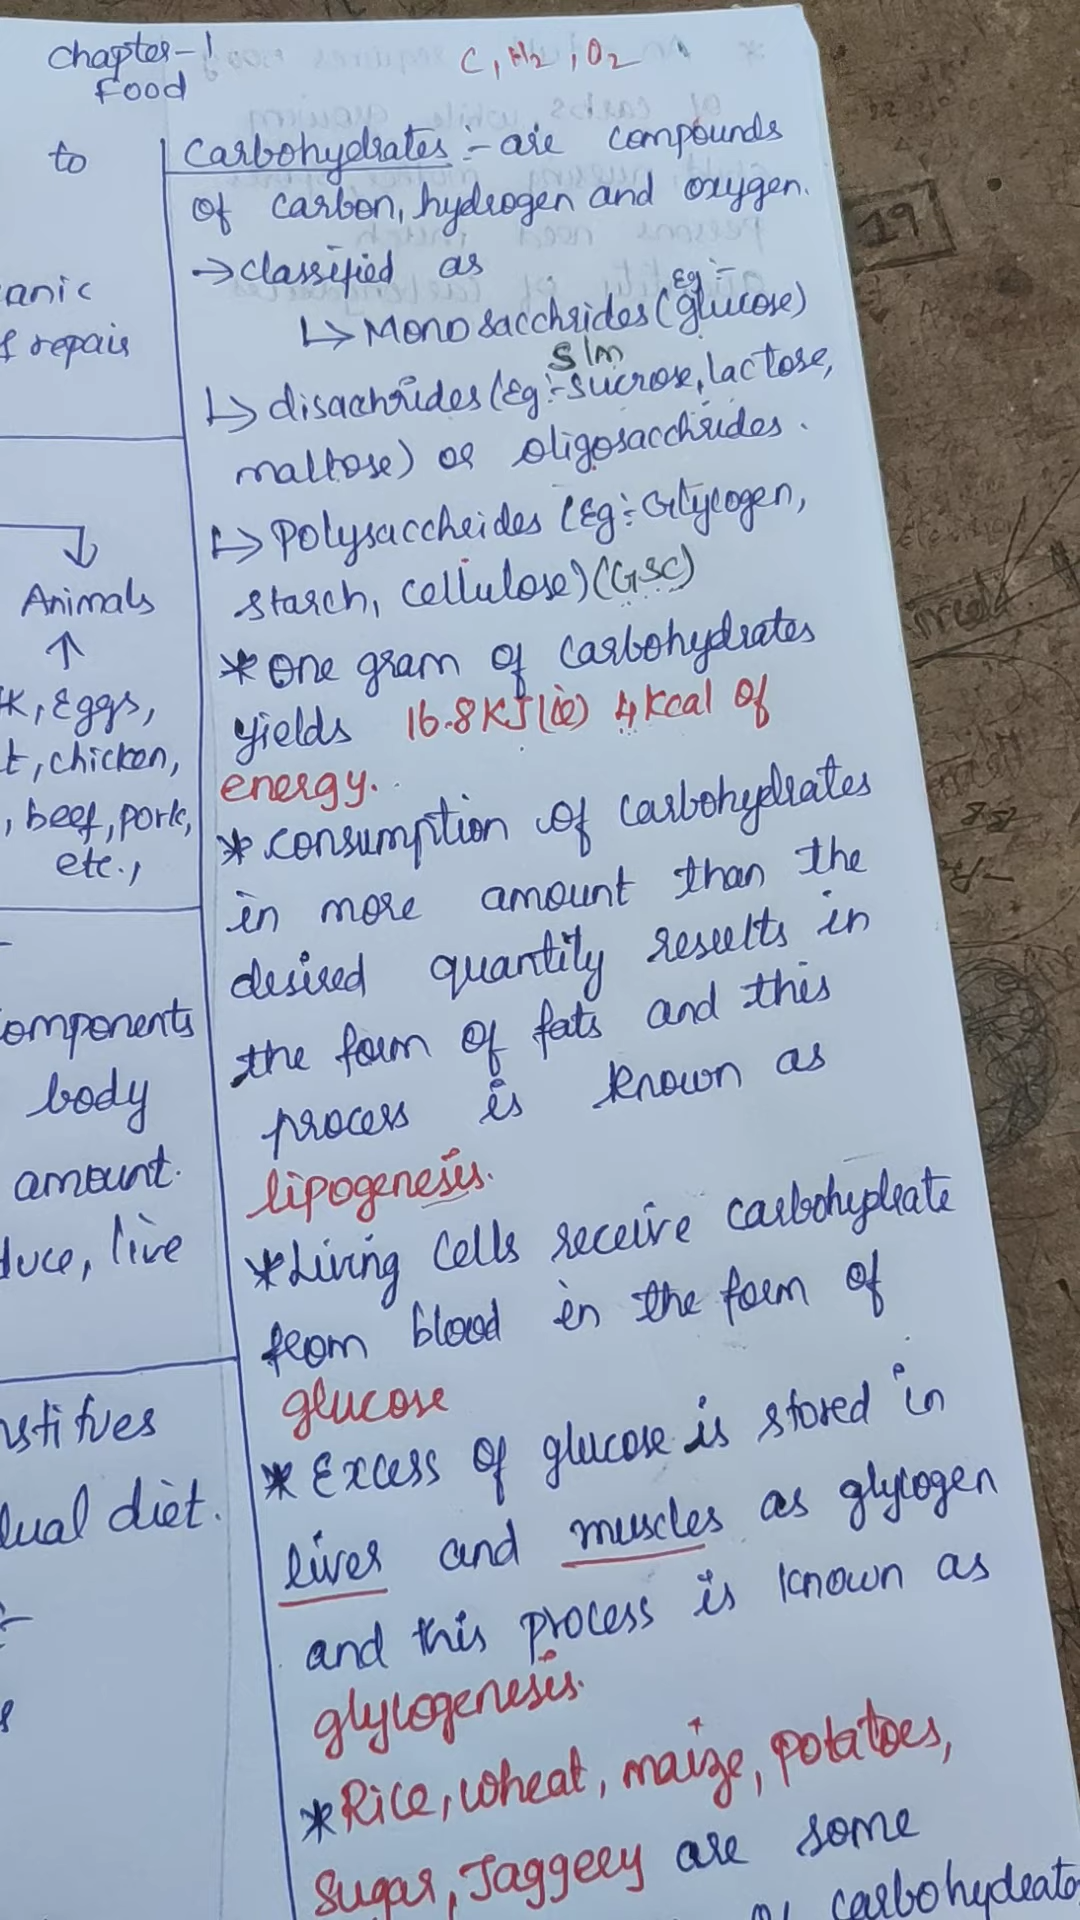 Chapter-1
Food
C, H2, O2
to
anic
repair
Animals
K, Eggs,
t, chicken,
, beef, pork,
etc.,
omponents
body
amount.
duce, live
stitves
dual diet.
Carbohydrates :- are compounds
of carbon, hydrogen and oxygen.
→ classified as
↳ Monosacchrides (Eg:- glucose)
S l m
↳ disacchrides (Eg:- sucrose, lactose,
maltose) or oligosacchrides.
↳ Polysaccheides (Eg:- Glycogen,
starch, cellulose) (GSC)
* One gram of carbohydrates
yields 16.8KJ (ie) 4 Kcal of
energy.
* consumption of carbohydrates
in more amount than the
desired quantity results in
the form of fats and this
process is known as
lipogenesis.
* Living cells receive carbohydrate
from blood in the form of
glucose
* Excess of glucose is stored in
liver and muscles as glycogen
and this process is known as
glycogenesis.
* Rice, wheat, maize, potatoes,
Sugar, Jaggery are some
carbohydrate
19